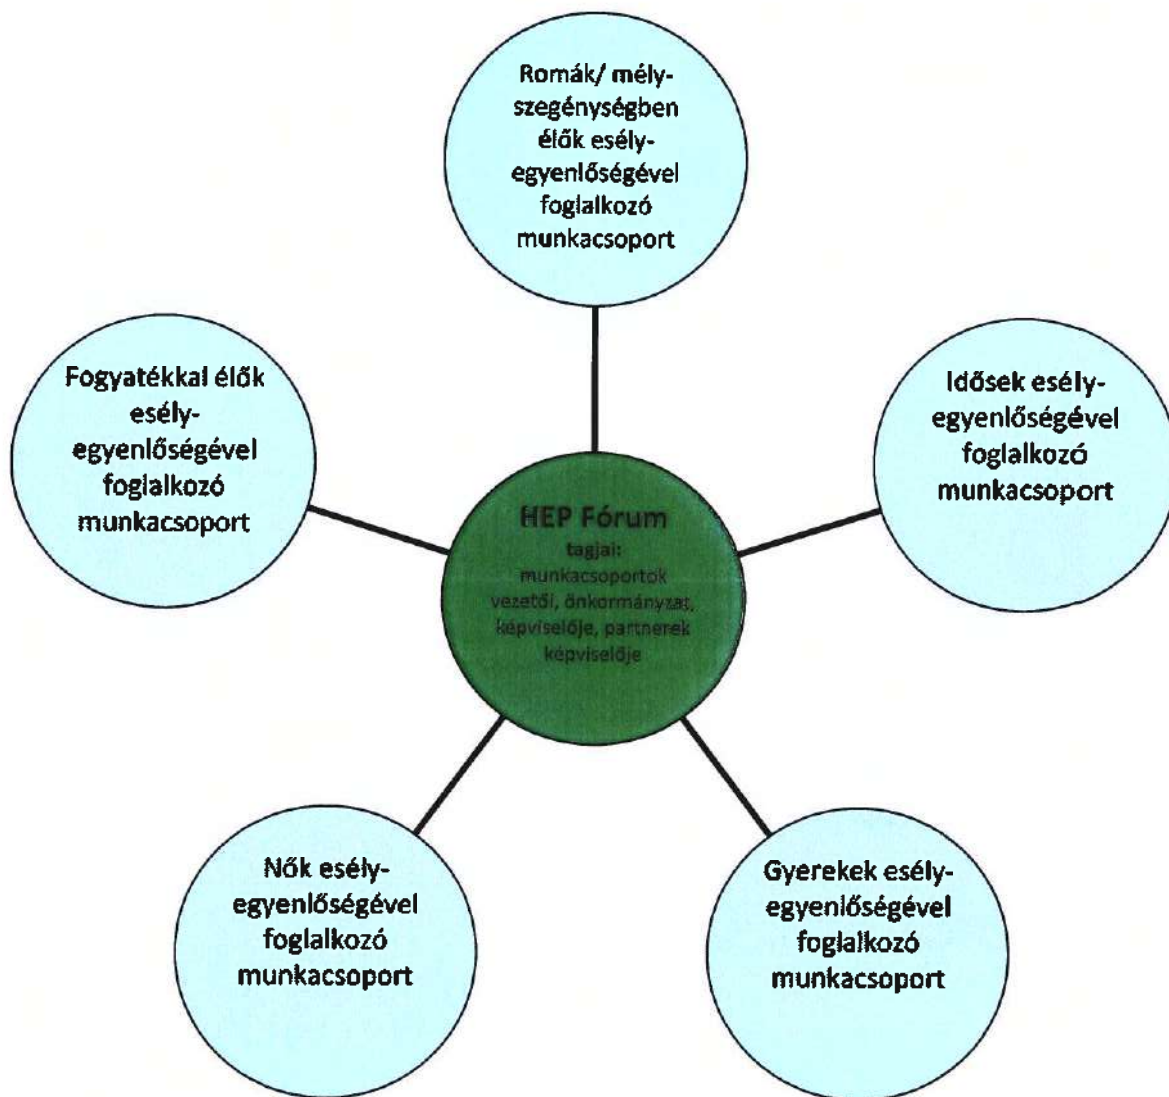 Romák/ mély-
szegénységben
élők esély-
egyenlőségével
foglalkozó
munkacsoport
Fogyatékkal élők
esély-
egyenlőségével
foglalkozó
munkacsoport
Idősek esély-
egyenlőségével
foglalkozó
munkacsoport
HEP Fórum
tagjai:
munkacsoportok
vezetői, önkormányzat,
képviselője, partnerek
képviselője
Nők esély-
egyenlőségével
foglalkozó
munkacsoport
Gyerekek esély-
egyenlőségével
foglalkozó
munkacsoport